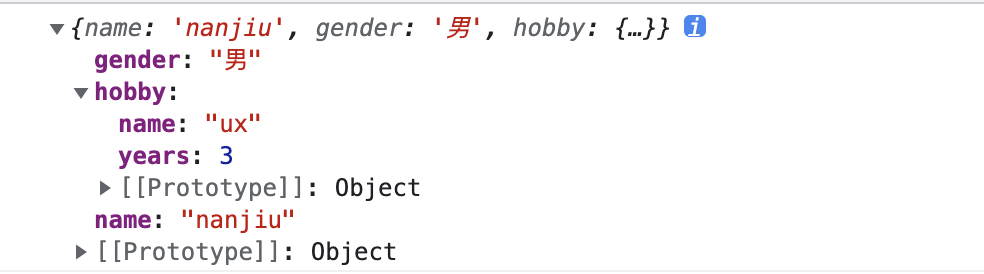 {name: 'nanjiu', gender: '男', hobby: {…}} i
gender: "男"
hobby:
name: "ux"
years: 3
[[Prototype]]: Object
name: "nanjiu"
[[Prototype]]: Object